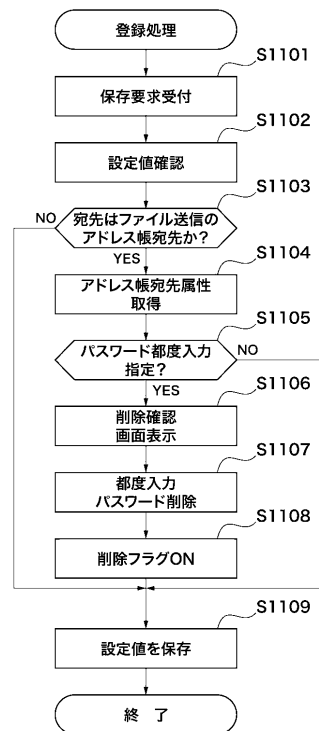 登録処理
S1101
保存要求受付
S1102
設定値確認
S1103
NO
宛先はファイル送信の
アドレス帳宛先か？
YES
S1104
アドレス帳宛先属性
取得
S1105
パスワード都度入力
指定？
NO
YES
S1106
削除確認
画面表示
S1107
都度入力
パスワード削除
S1108
削除フラグON
S1109
設定値を保存
終 了